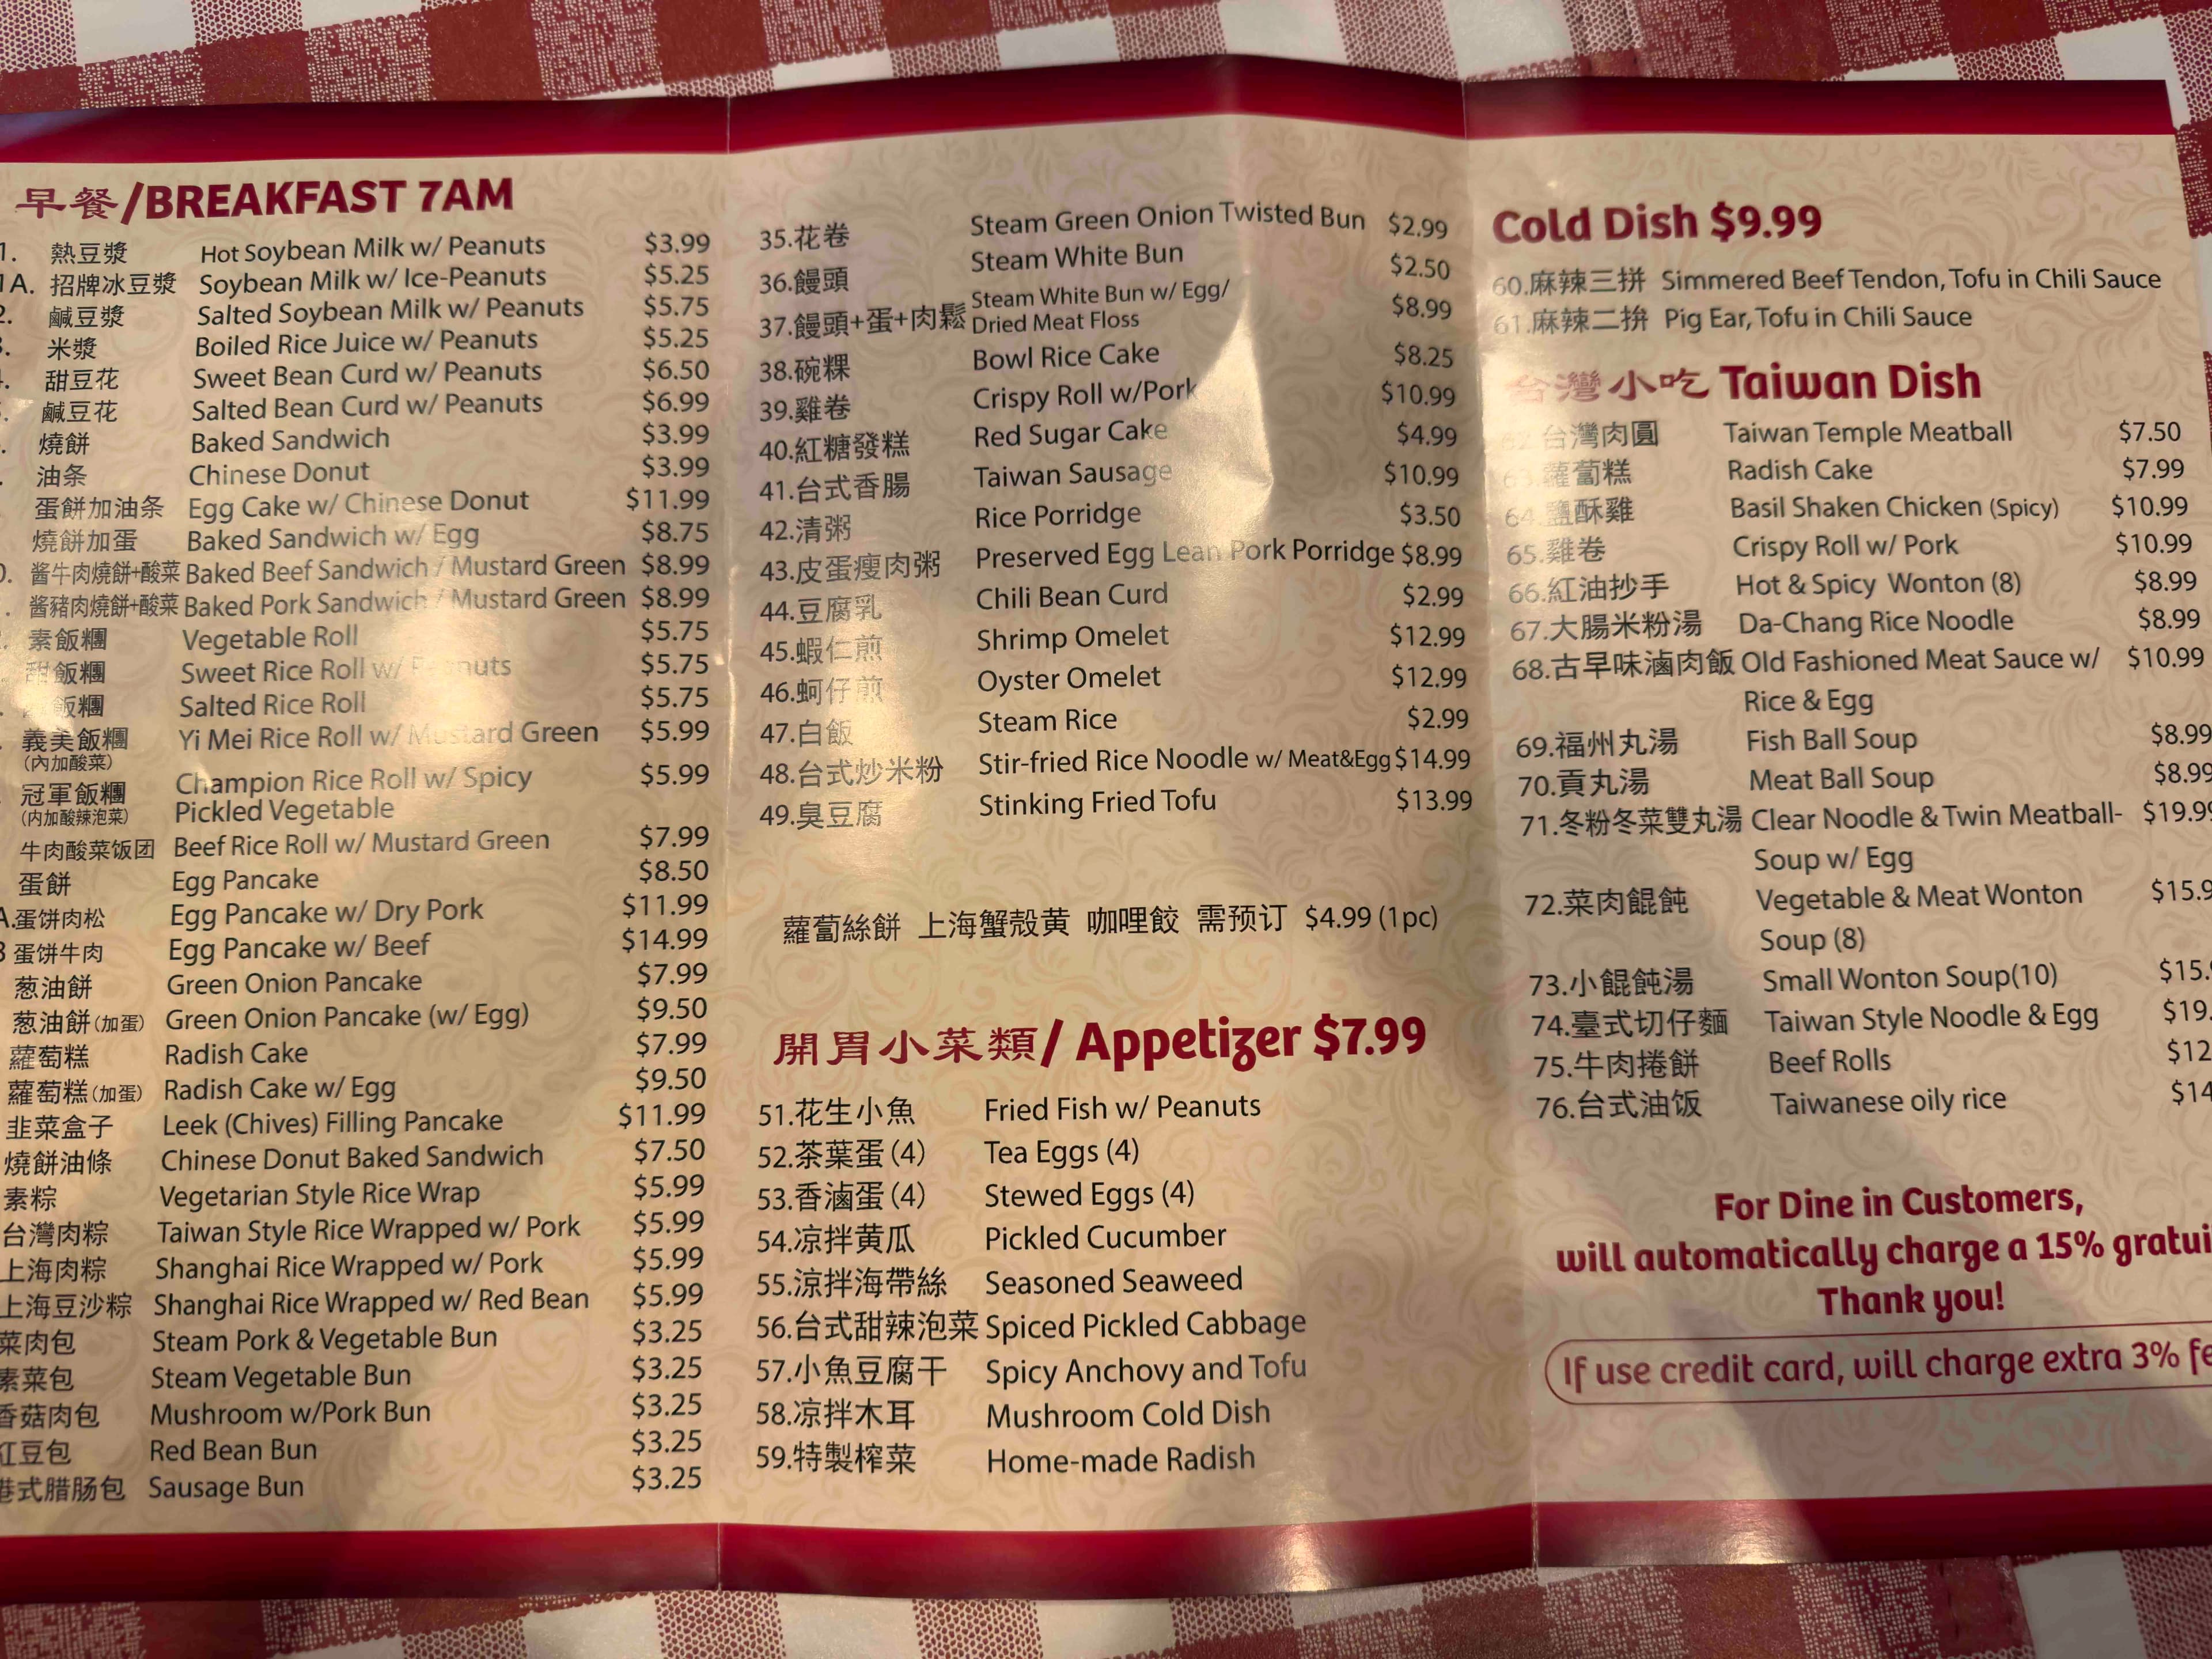 早餐/BREAKFAST 7AM
1. 熱豆漿 Hot Soybean Milk w/ Peanuts $3.99
1A. 招牌冰豆漿 Soybean Milk w/ Ice-Peanuts $5.25
2. 鹹豆漿 Salted Soybean Milk w/ Peanuts $5.75
米漿 Boiled Rice Juice w/ Peanuts $5.25
甜豆花 Sweet Bean Curd w/ Peanuts $6.50
鹹豆花 Salted Bean Curd w/ Peanuts $6.99
燒餅 Baked Sandwich $3.99
油条 Chinese Donut $3.99
蛋餅加油条 Egg Cake w/ Chinese Donut $11.99
燒餅加蛋 Baked Sandwich w/ Egg $8.75
酱牛肉燒餅+酸菜 Baked Beef Sandwich / Mustard Green $8.99
酱豬肉燒餅+酸菜 Baked Pork Sandwich / Mustard Green $8.99
素飯糰 Vegetable Roll $5.75
甜飯糰 Sweet Rice Roll w/ Peanuts $5.75
飯糰 Salted Rice Roll $5.75
義美飯糰 Yi Mei Rice Roll w/ Mustard Green $5.99
(內加酸菜)
冠軍飯糰 Champion Rice Roll w/ Spicy $5.99
(内加酸辣泡菜) Pickled Vegetable
牛肉酸菜饭团 Beef Rice Roll w/ Mustard Green $7.99
蛋餅 Egg Pancake $8.50
A.蛋饼肉松 Egg Pancake w/ Dry Pork $11.99
B 蛋饼牛肉 Egg Pancake w/ Beef $14.99
葱油餅 Green Onion Pancake $7.99
葱油餅(加蛋) Green Onion Pancake (w/ Egg) $9.50
蘿蔔糕 Radish Cake $7.99
蘿蔔糕(加蛋) Radish Cake w/ Egg $9.50
韭菜盒子 Leek (Chives) Filling Pancake $11.99
燒餅油條 Chinese Donut Baked Sandwich $7.50
素粽 Vegetarian Style Rice Wrap $5.99
台灣肉粽 Taiwan Style Rice Wrapped w/ Pork $5.99
上海肉粽 Shanghai Rice Wrapped w/ Pork $5.99
上海豆沙粽 Shanghai Rice Wrapped w/ Red Bean $5.99
菜肉包 Steam Pork & Vegetable Bun $3.25
素菜包 Steam Vegetable Bun $3.25
香菇肉包 Mushroom w/Pork Bun $3.25
紅豆包 Red Bean Bun $3.25
港式腊肠包 Sausage Bun $3.25
35.花卷 Steam Green Onion Twisted Bun $2.99
36.饅頭 Steam White Bun $2.50
37.饅頭+蛋+肉鬆 Steam White Bun w/ Egg/ $8.99
Dried Meat Floss
38.碗粿 Bowl Rice Cake $8.25
39.雞卷 Crispy Roll w/Pork $10.99
40.紅糖發糕 Red Sugar Cake $4.99
41.台式香腸 Taiwan Sausage $10.99
42.清粥 Rice Porridge $3.50
43.皮蛋瘦肉粥 Preserved Egg Lean Pork Porridge $8.99
44.豆腐乳 Chili Bean Curd $2.99
45.蝦仁煎 Shrimp Omelet $12.99
46.蚵仔煎 Oyster Omelet $12.99
47.白飯 Steam Rice $2.99
48.台式炒米粉 Stir-fried Rice Noodle w/ Meat&Egg $14.99
49.臭豆腐 Stinking Fried Tofu $13.99
蘿蔔絲餅 上海蟹殼黄 咖哩餃 需预订 $4.99 (1pc)
開胃小菜類/ Appetizer $7.99
51.花生小魚 Fried Fish w/ Peanuts
52.茶葉蛋(4) Tea Eggs (4)
53.香滷蛋(4) Stewed Eggs (4)
54.凉拌黄瓜 Pickled Cucumber
55.涼拌海帶絲 Seasoned Seaweed
56.台式甜辣泡菜 Spiced Pickled Cabbage
57.小魚豆腐干 Spicy Anchovy and Tofu
58.凉拌木耳 Mushroom Cold Dish
59.特製榨菜 Home-made Radish
Cold Dish $9.99
60.麻辣三拼 Simmered Beef Tendon, Tofu in Chili Sauce
61.麻辣二拚 Pig Ear, Tofu in Chili Sauce
台灣小吃 Taiwan Dish
62.台灣肉圓 Taiwan Temple Meatball $7.50
63.蘿蔔糕 Radish Cake $7.99
64.鹽酥雞 Basil Shaken Chicken (Spicy) $10.99
65.雞卷 Crispy Roll w/ Pork $10.99
66.紅油抄手 Hot & Spicy Wonton (8) $8.99
67.大腸米粉湯 Da-Chang Rice Noodle $8.99
68.古早味滷肉飯 Old Fashioned Meat Sauce w/ $10.99
Rice & Egg
69.福州丸湯 Fish Ball Soup $8.99
70.貢丸湯 Meat Ball Soup $8.99
71.冬粉冬菜雙丸湯 Clear Noodle & Twin Meatball- $19.99
Soup w/ Egg
72.菜肉餛飩 Vegetable & Meat Wonton $15.9
Soup (8)
73.小餛飩湯 Small Wonton Soup(10) $15.
74.臺式切仔麵 Taiwan Style Noodle & Egg $19.
75.牛肉捲餅 Beef Rolls $12
76.台式油饭 Taiwanese oily rice $14
For Dine in Customers,
will automatically charge a 15% gratui
Thank you!
If use credit card, will charge extra 3% fe